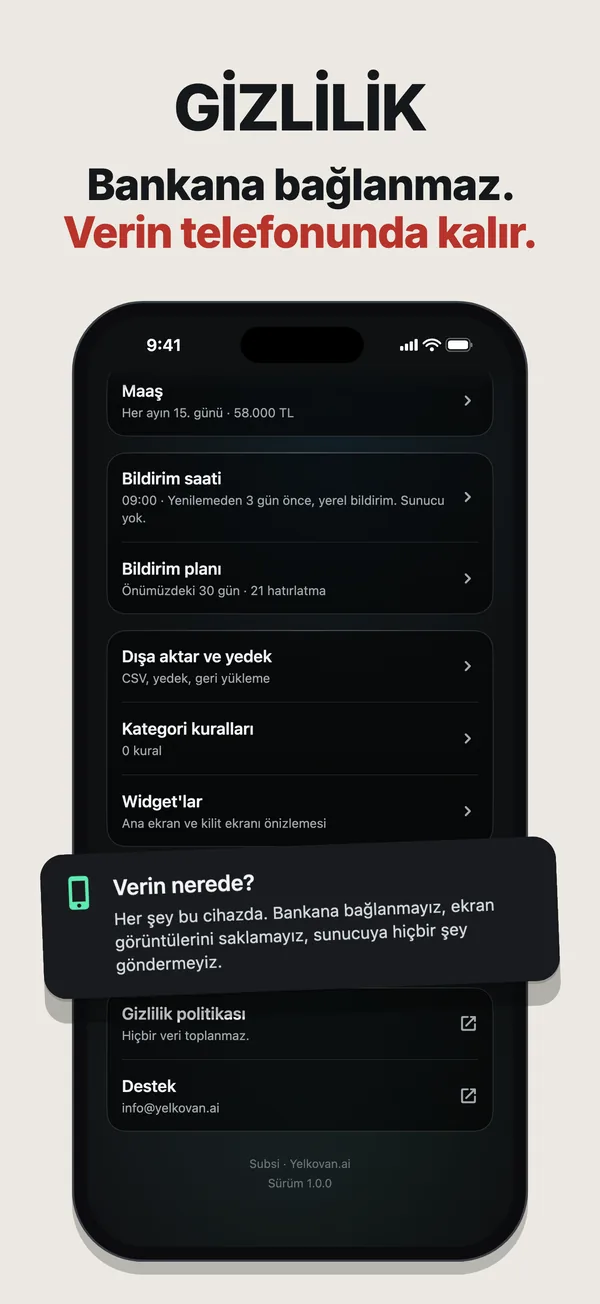 GİZLİLİK
Bankana bağlanmaz.
Verin telefonunda kalır.
9:41
Maaş
Her ayın 15. günü · 58.000 TL
Bildirim saati
09:00 · Yenilemeden 3 gün önce, yerel bildirim. Sunucu
yok.
Bildirim planı
Önümüzdeki 30 gün · 21 hatırlatma
Dışa aktar ve yedek
CSV, yedek, geri yükleme
Kategori kuralları
0 kural
Widget'lar
Ana ekran ve kilit ekranı önizlemesi
Verin nerede?
Her şey bu cihazda. Bankana bağlanmayız, ekran
görüntülerini saklamayız, sunucuya hiçbir şey
göndermeyiz.
Gizlilik politikası
Hiçbir veri toplanmaz.
Destek
info@yelkovan.ai
Subsi · Yelkovan.ai
Sürüm 1.0.0